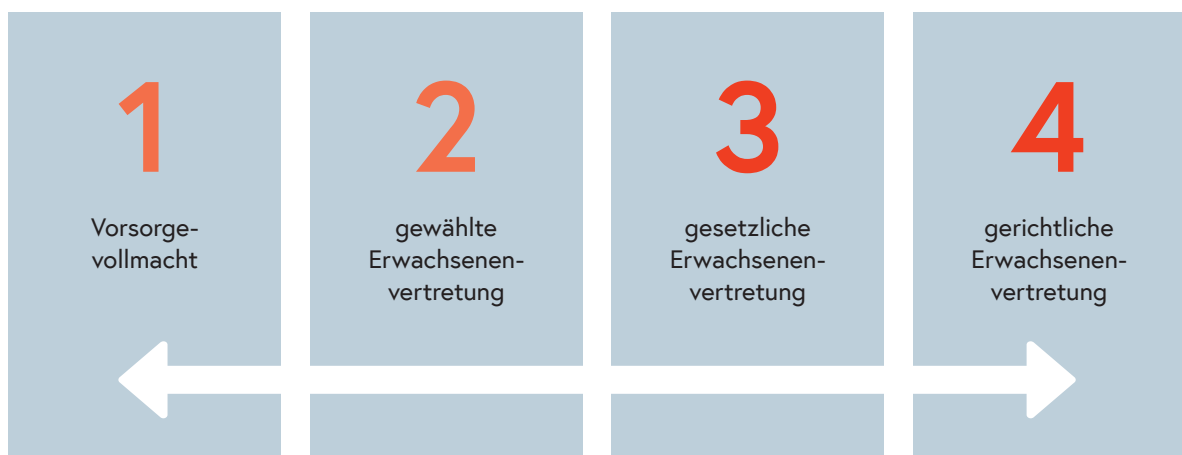 1
Vorsorge-
vollmacht
2
gewählte
Erwachsenen-
vertretung
3
gesetzliche
Erwachsenen-
vertretung
4
gerichtliche
Erwachsenen-
vertretung